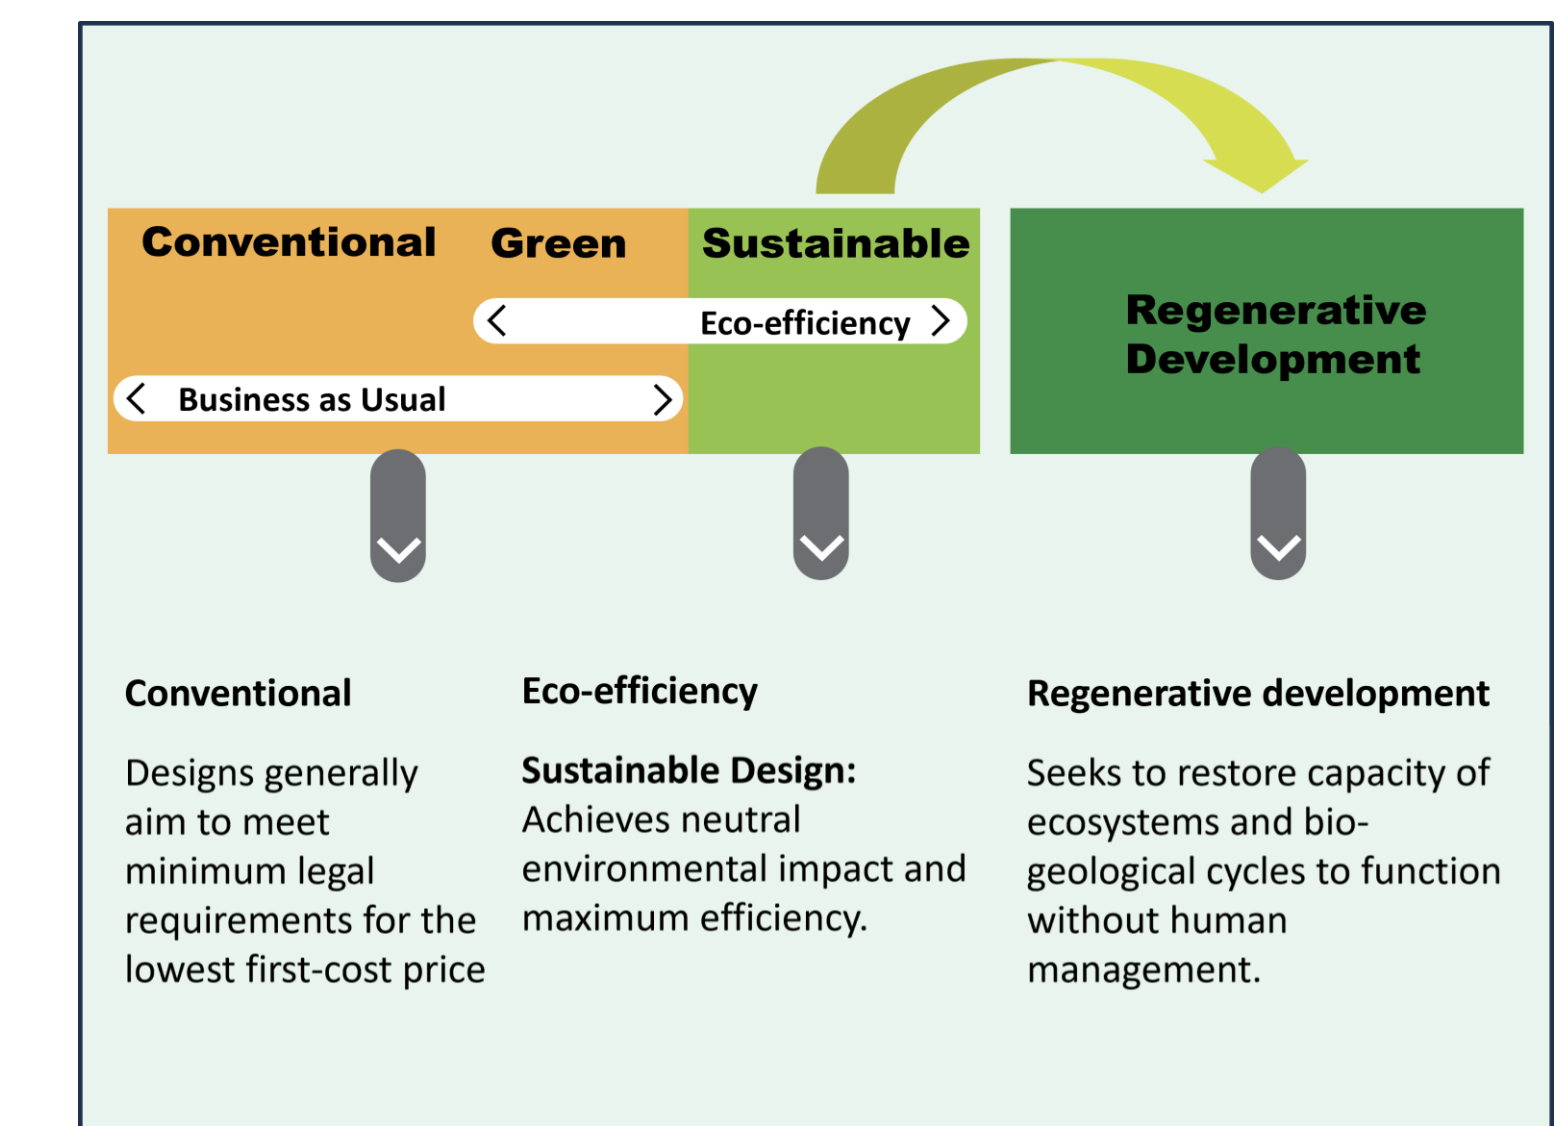 Conventional
Green
Sustainable
Eco-efficiency
Business as Usual
Regenerative
Development
Conventional
Designs generally
aim to meet
minimum legal
requirements for the
lowest first-cost price
Eco-efficiency
Sustainable Design:
Achieves neutral
environmental impact and
maximum efficiency.
Regenerative development
Seeks to restore capacity of
ecosystems and bio-
geological cycles to function
without human
management.